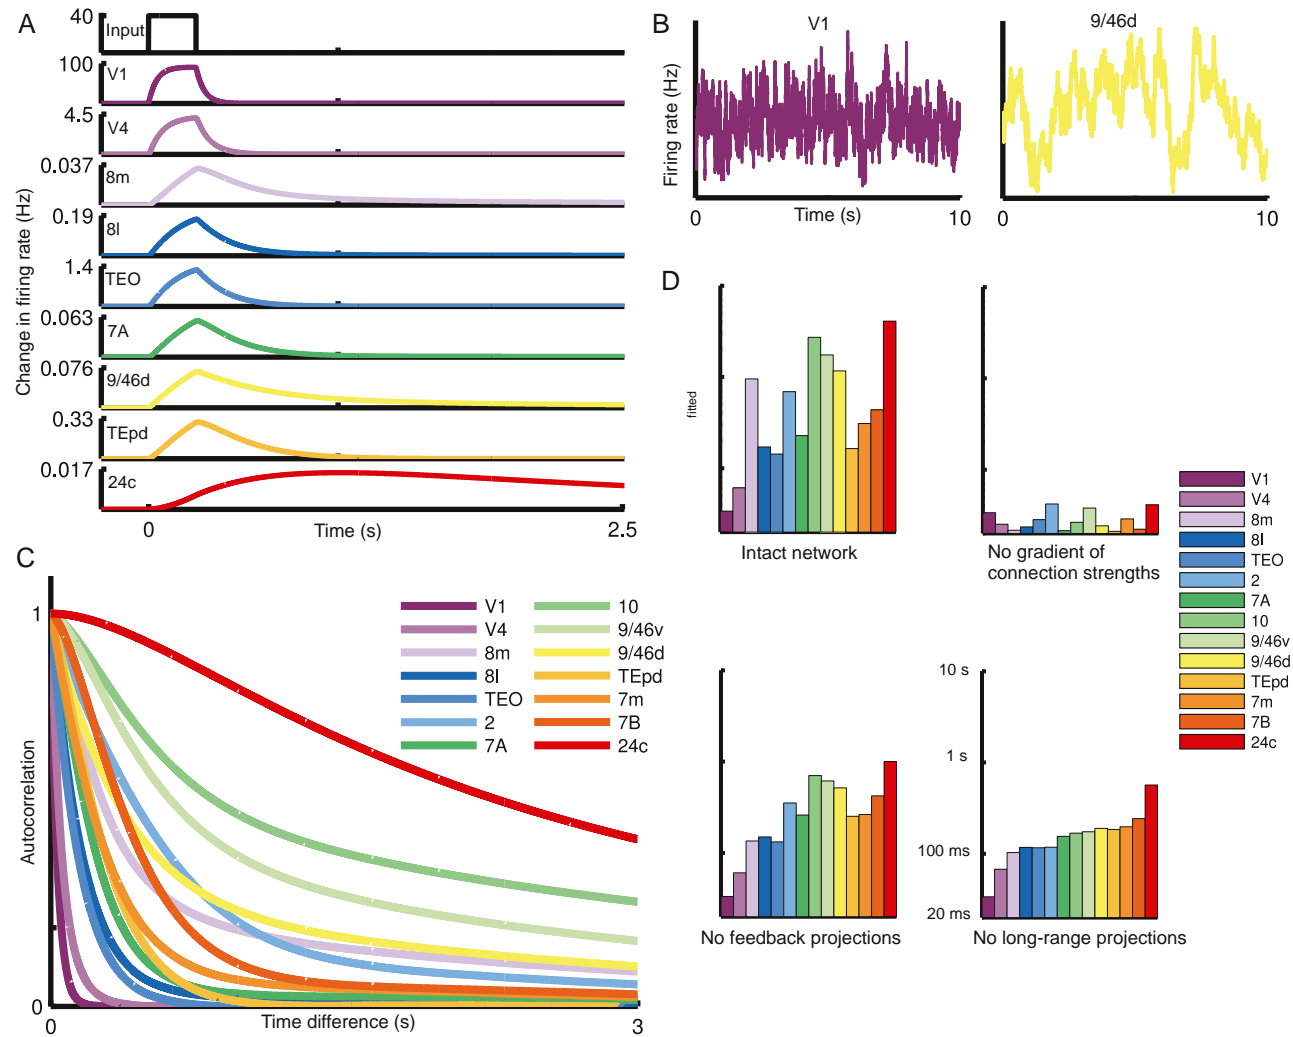 A
40
Input
100
V1
4.5
V4
0.037
8m
0.19
8l
1.4
TEO
0.063
7A
0.076
9/46d
0.33
TEpd
0.017
24c
Change in firing rate (Hz)
0
Time (s)
2.5
B
V1
9/46d
Firing rate (Hz)
0
Time (s)
10
0
10
C
1
V1
V4
8m
8l
TEO
2
7A
10
9/46v
9/46d
TEpd
7m
7B
24c
Autocorrelation
0
0
Time difference (s)
3
D
fitted
Intact network
No gradient of
connection strengths
No feedback projections
10 s
1 s
100 ms
20 ms
No long-range projections
V1
V4
8m
8l
TEO
2
7A
10
9/46v
9/46d
TEpd
7m
7B
24c